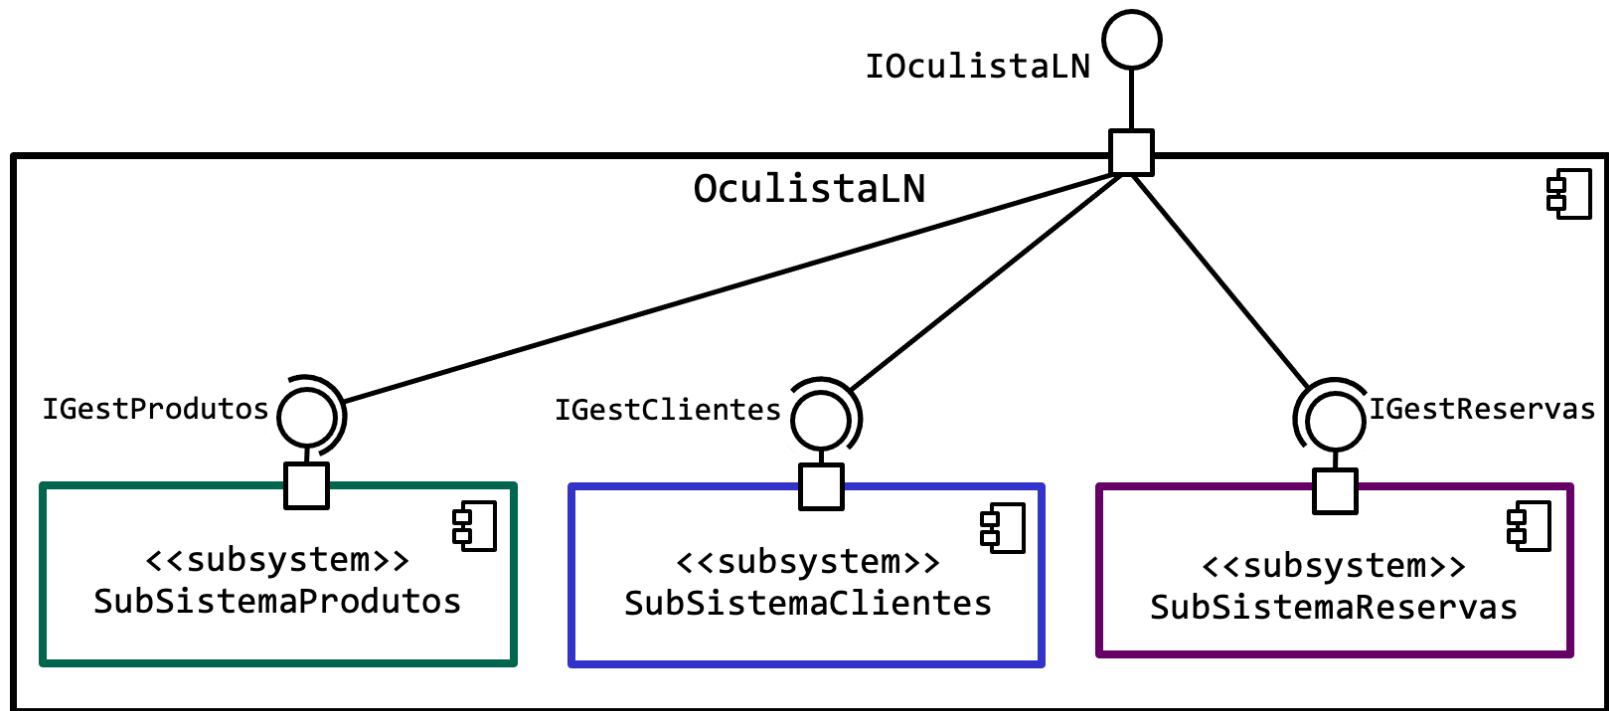 IOculistaLN
OculistaLN
IGestProdutos
IGestClientes
IGestReservas
<<subsystem>>
SubSistemaProdutos
<<subsystem>>
SubSistemaClientes
<<subsystem>>
SubSistemaReservas